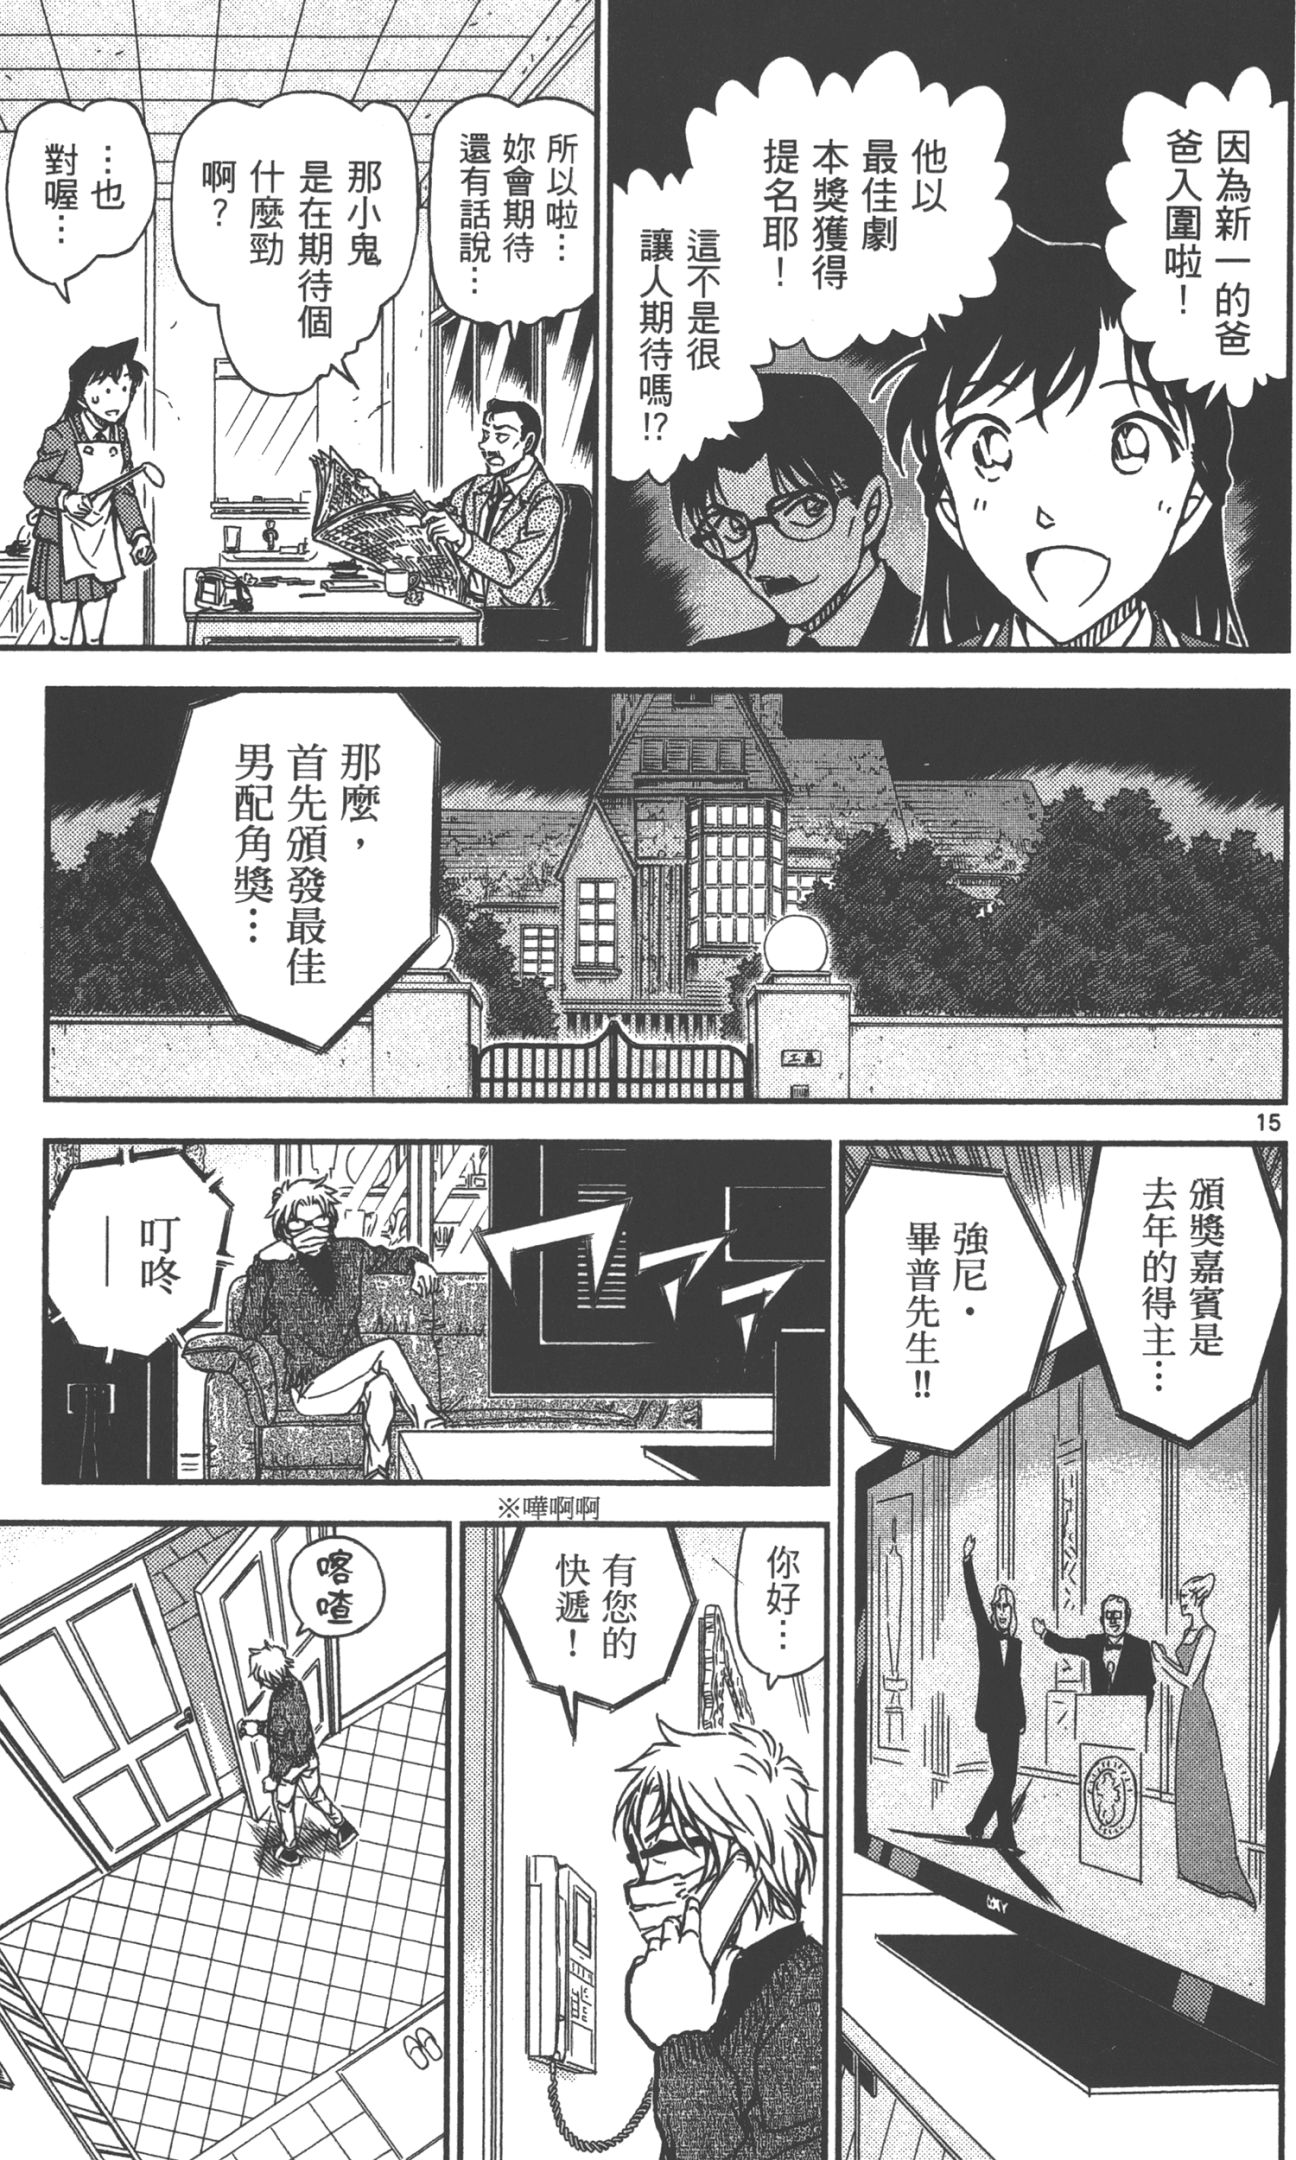 因為新一的爸
爸入圍啦！
他以
最佳劇
本獎獲得
提名耶！
這不是很
讓人期待嗎!?
所以啦…
妳會期待
還有話說…
那小鬼
是在期待個
什麼勁
啊？
…也
對喔…
那麼，
首先頒發最佳
男配角獎…
工藤
15
頒獎嘉賓是
去年的得主…
強尼・
畢普先生!!
ワアア
叮咚
──
※嘩啊啊
你好…
有您的
快遞！
喀
喳